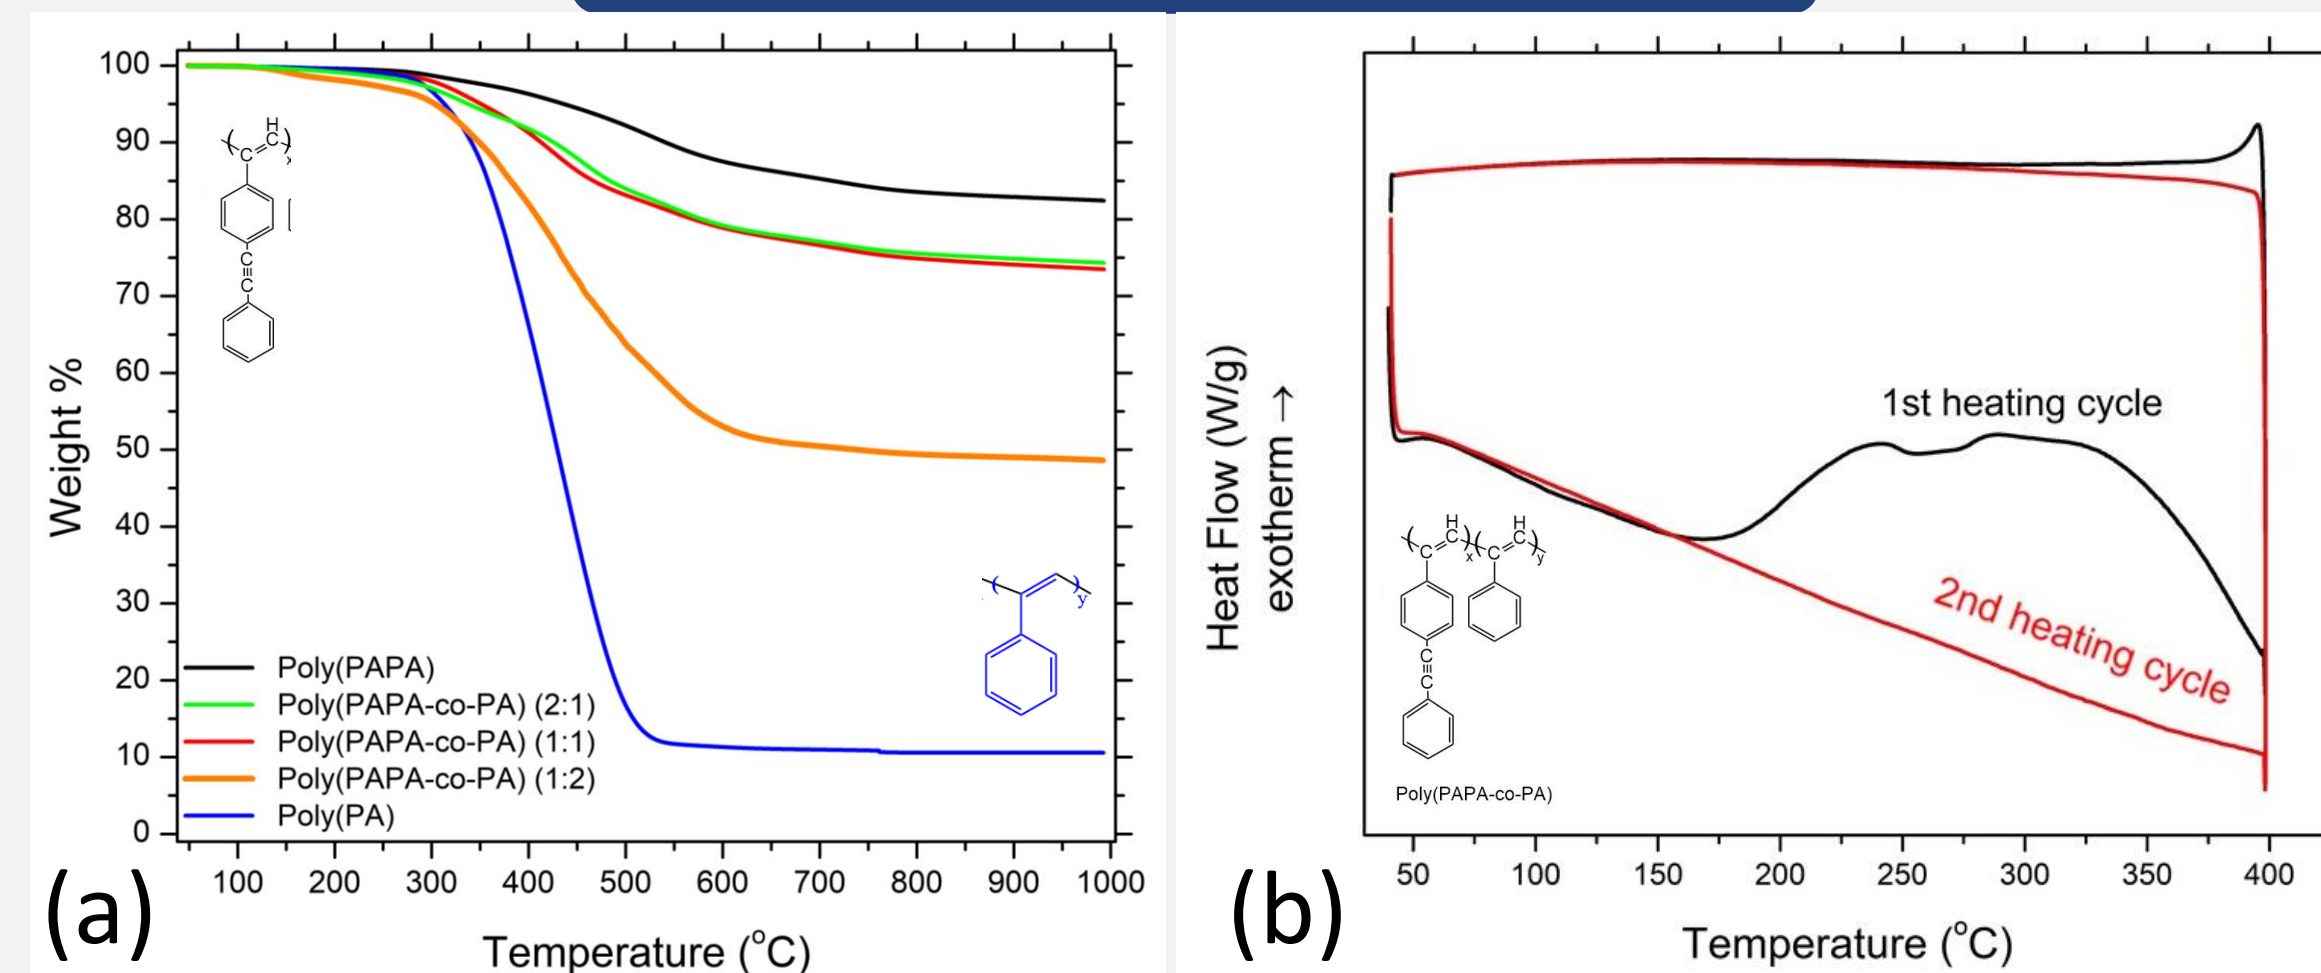 100
90
80
70
60
50
40
30
20
10
0
Weight %
H
C
C
x
C
C
y
Poly(PAPA)
Poly(PAPA-co-PA) (2:1)
Poly(PAPA-co-PA) (1:1)
Poly(PAPA-co-PA) (1:2)
Poly(PA)
100 200 300 400 500 600 700 800 900 1000
Temperature (°C)
(a)
Heat Flow (W/g)
exotherm →
1st heating cycle
2nd heating cycle
H H
C C
x
C C
y
C
C
Poly(PAPA-co-PA)
50 100 150 200 250 300 350 400
Temperature (°C)
(b)